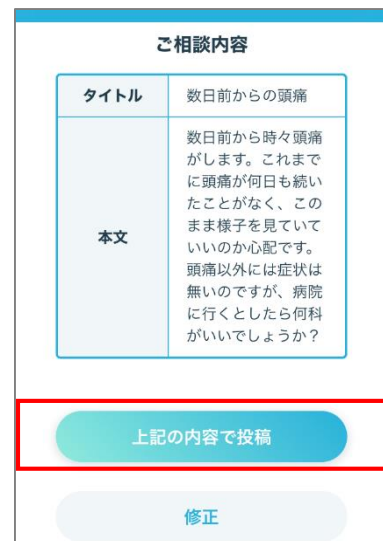 ご相談内容
タイトル
数日前からの頭痛
本文
数日前から時々頭痛
がします。これまで
に頭痛が何日も続い
たことがなく、この
まま様子を見ていて
いいのか心配です。
頭痛以外には症状は
無いのですが、病院
に行くとしたら何科
がいいでしょうか？
上記の内容で投稿
修正